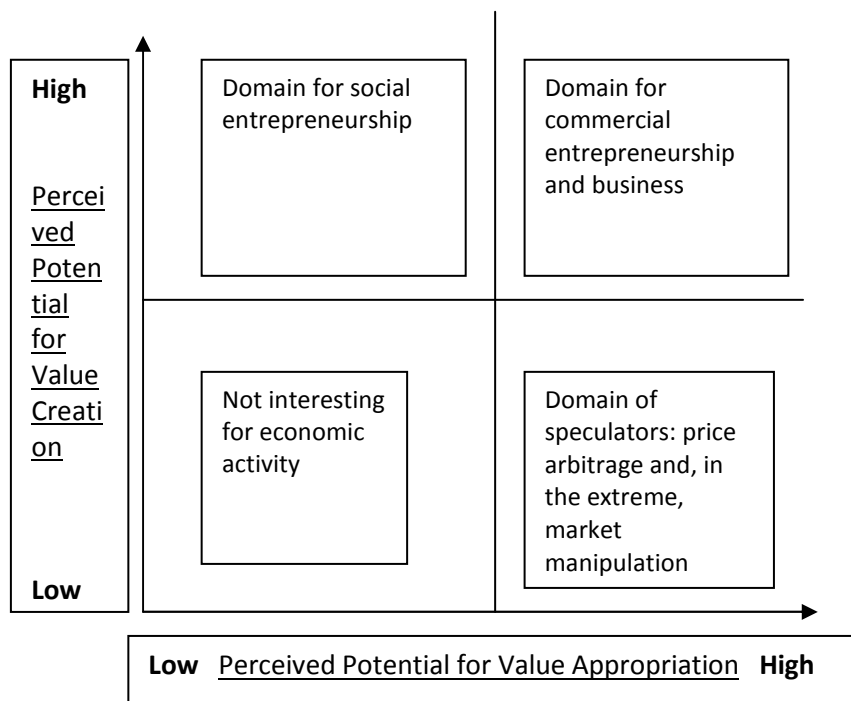 High
Percei
ved
Poten
tial
for
Value
Creati
on
Low
Domain for social
entrepreneurship
Domain for
commercial
entrepreneurship
and business
Not interesting
for economic
activity
Domain of
speculators: price
arbitrage and, in
the extreme,
market
manipulation
Low Perceived Potential for Value Appropriation High